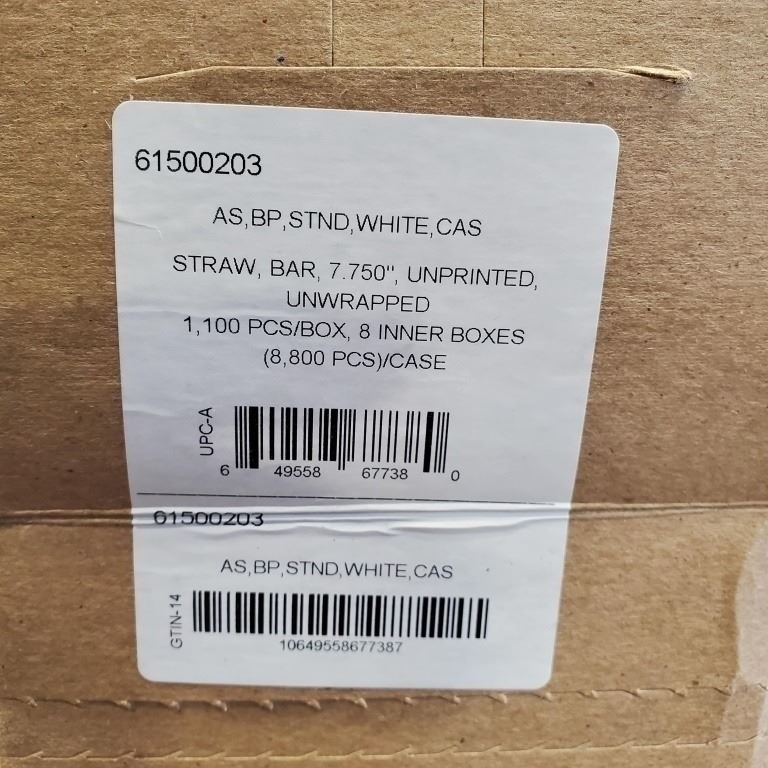 61500203
AS,BP,STND,WHITE,CAS
STRAW, BAR, 7.750", UNPRINTED,
UNWRAPPED
1,100 PCS/BOX, 8 INNER BOXES
(8,800 PCS)/CASE
UPC-A
6 49558 67738 0
61500203
AS,BP,STND,WHITE,CAS
GTIN-14
10649558677387